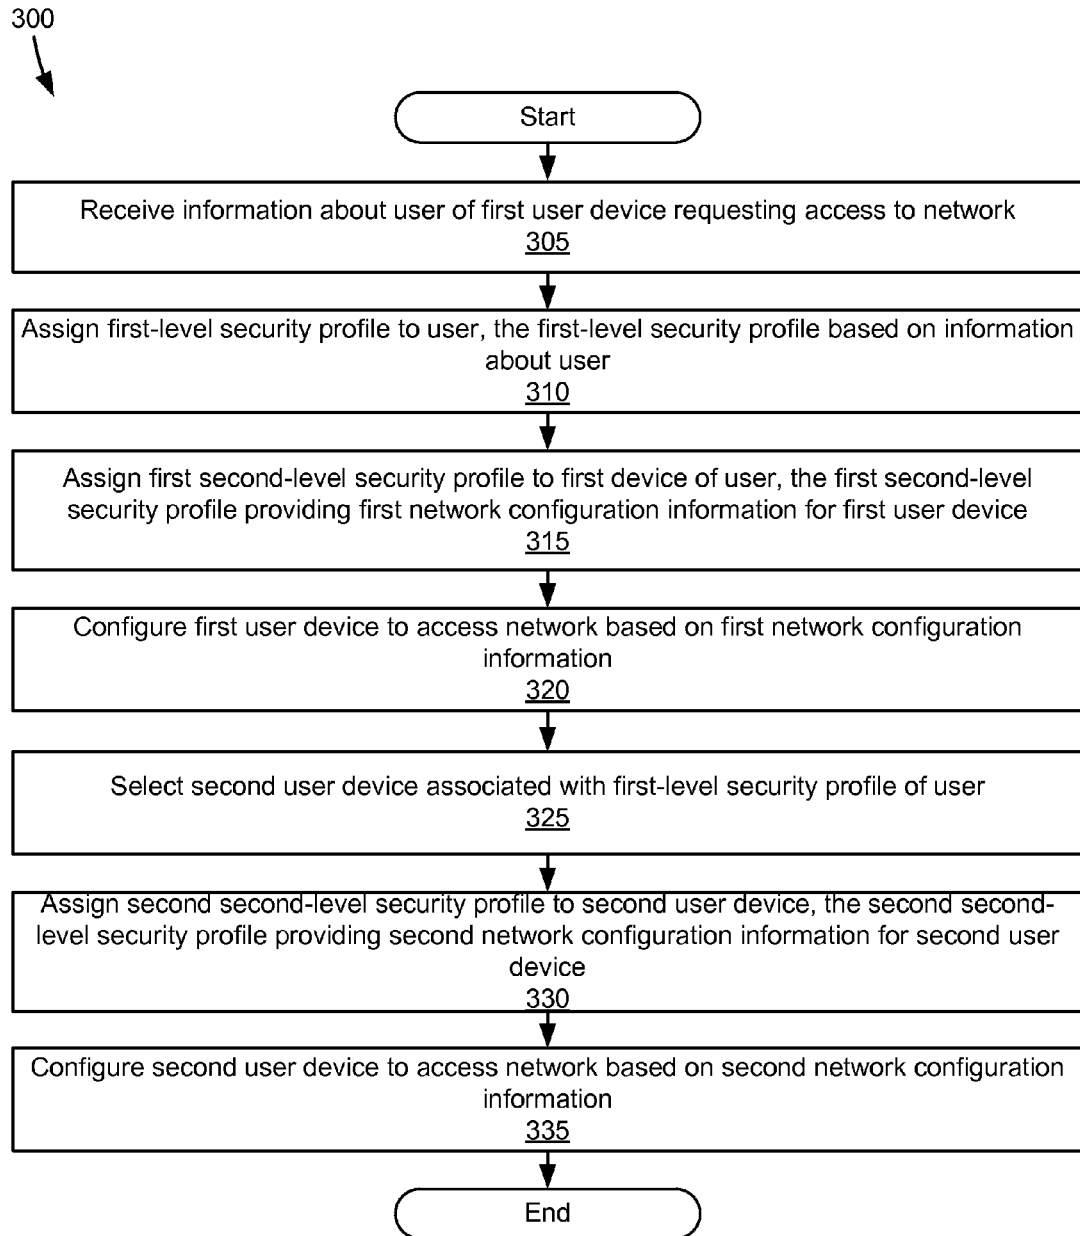 300
Start
Receive information about user of first user device requesting access to network
305
Assign first-level security profile to user, the first-level security profile based on information
about user
310
Assign first second-level security profile to first device of user, the first second-level
security profile providing first network configuration information for first user device
315
Configure first user device to access network based on first network configuration
information
320
Select second user device associated with first-level security profile of user
325
Assign second second-level security profile to second user device, the second second-
level security profile providing second network configuration information for second user
device
330
Configure second user device to access network based on second network configuration
information
335
End